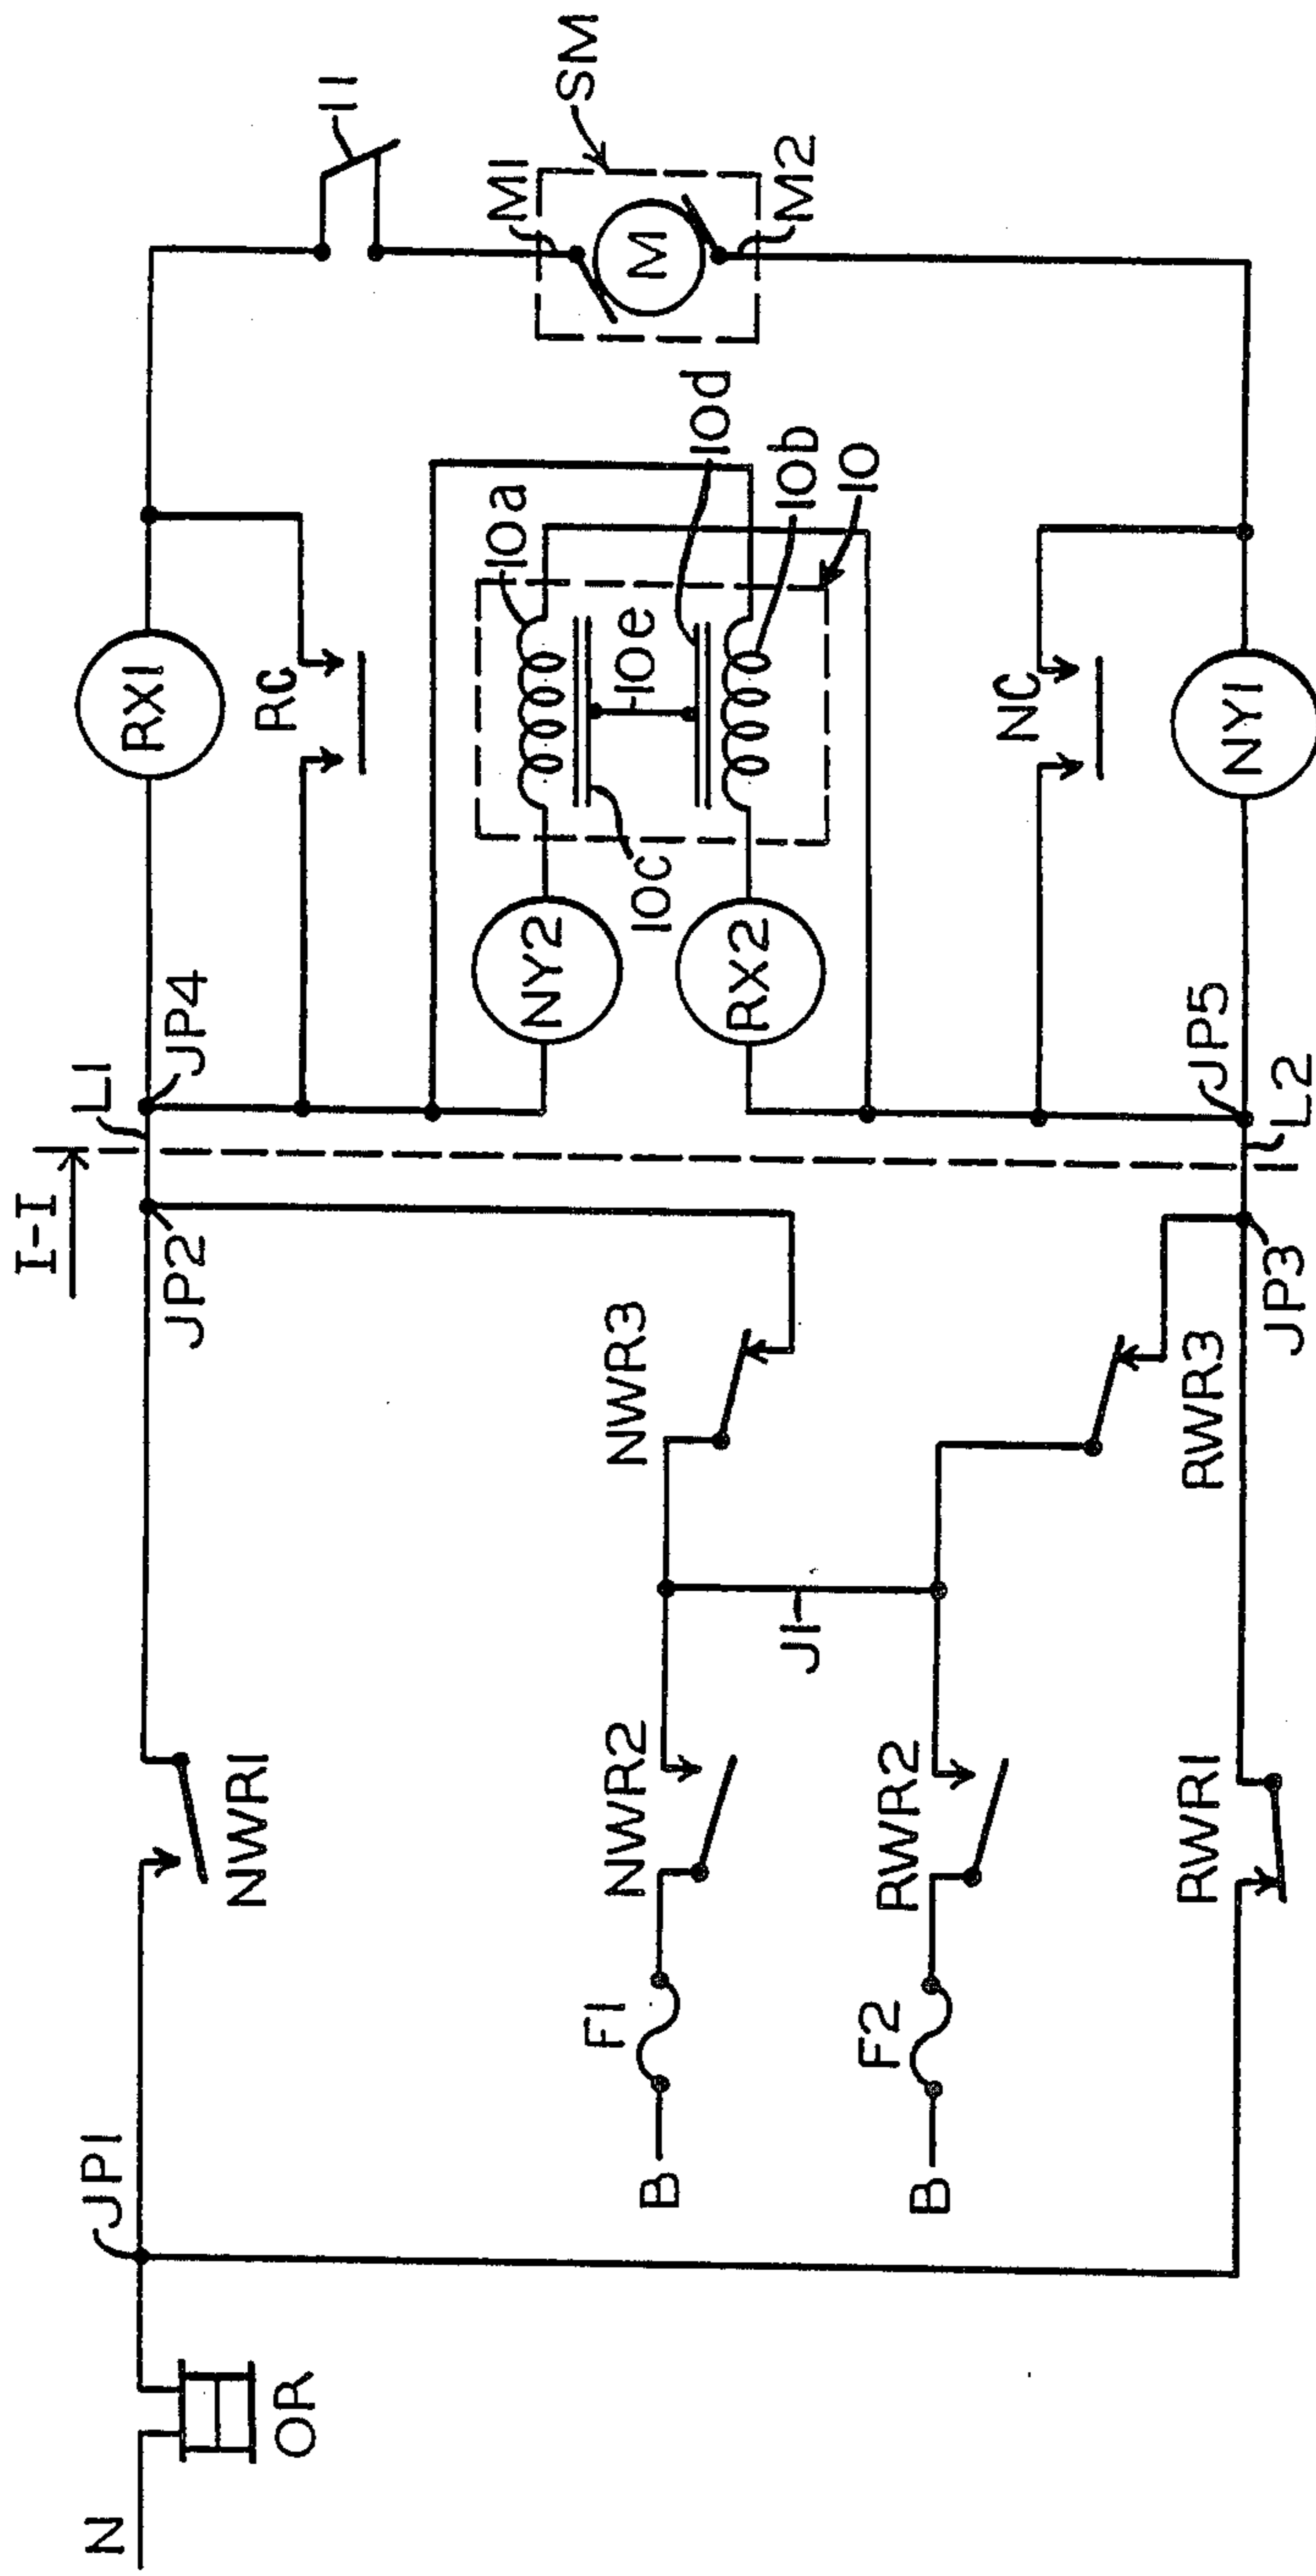 N
OR
JP1
NWR1
JP2
I-I
L1
JP4
RX1
RC
11
B
F1
NWR2
NWR3
J1
B
F2
RWR2
RWR3
RWR1
JP3
L2
JP5
NY2
RX2
10c
10a
10e
10d
10b
10
NC
NY1
M1
SM
M
M2